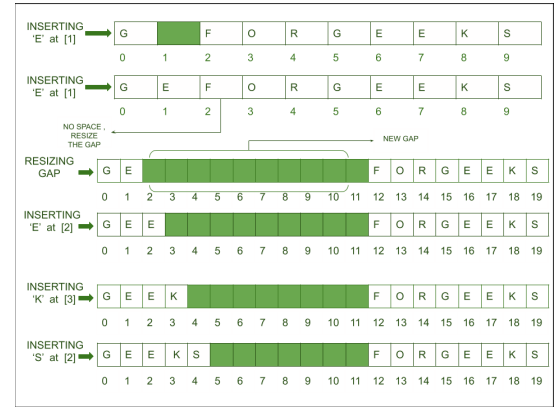 INSERTING
'E' at [1]
G F O R G E E K S
0 1 2 3 4 5 6 7 8 9
INSERTING
'E' at [1]
G E F O R G E E K S
0 1 2 3 4 5 6 7 8 9
NO SPACE ,
RESIZE
THE GAP
NEW GAP
RESIZING
GAP
G E F O R G E E K S
0 1 2 3 4 5 6 7 8 9 10 11 12 13 14 15 16 17 18 19
INSERTING
'E' at [2]
G E E F O R G E E K S
0 1 2 3 4 5 6 7 8 9 10 11 12 13 14 15 16 17 18 19
INSERTING
'K' at [3]
G E E K F O R G E E K S
0 1 2 3 4 5 6 7 8 9 10 11 12 13 14 15 16 17 18 19
INSERTING
'S' at [2]
G E E K S F O R G E E K S
0 1 2 3 4 5 6 7 8 9 10 11 12 13 14 15 16 17 18 19